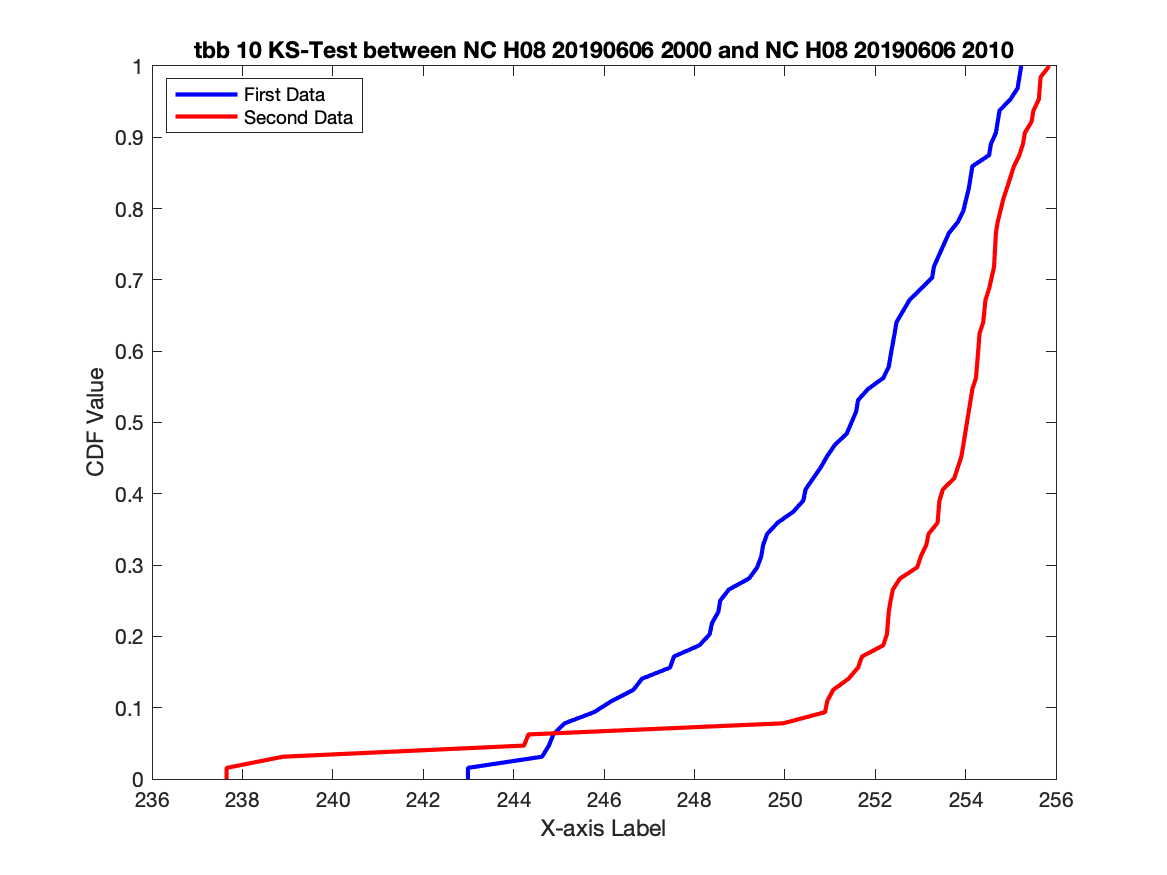 tbb 10 KS-Test between NC H08 20190606 2000 and NC H08 20190606 2010
First Data
Second Data
1
0.9
0.8
0.7
0.6
0.5
0.4
0.3
0.2
0.1
0
CDF Value
236 238 240 242 244 246 248 250 252 254 256
X-axis Label